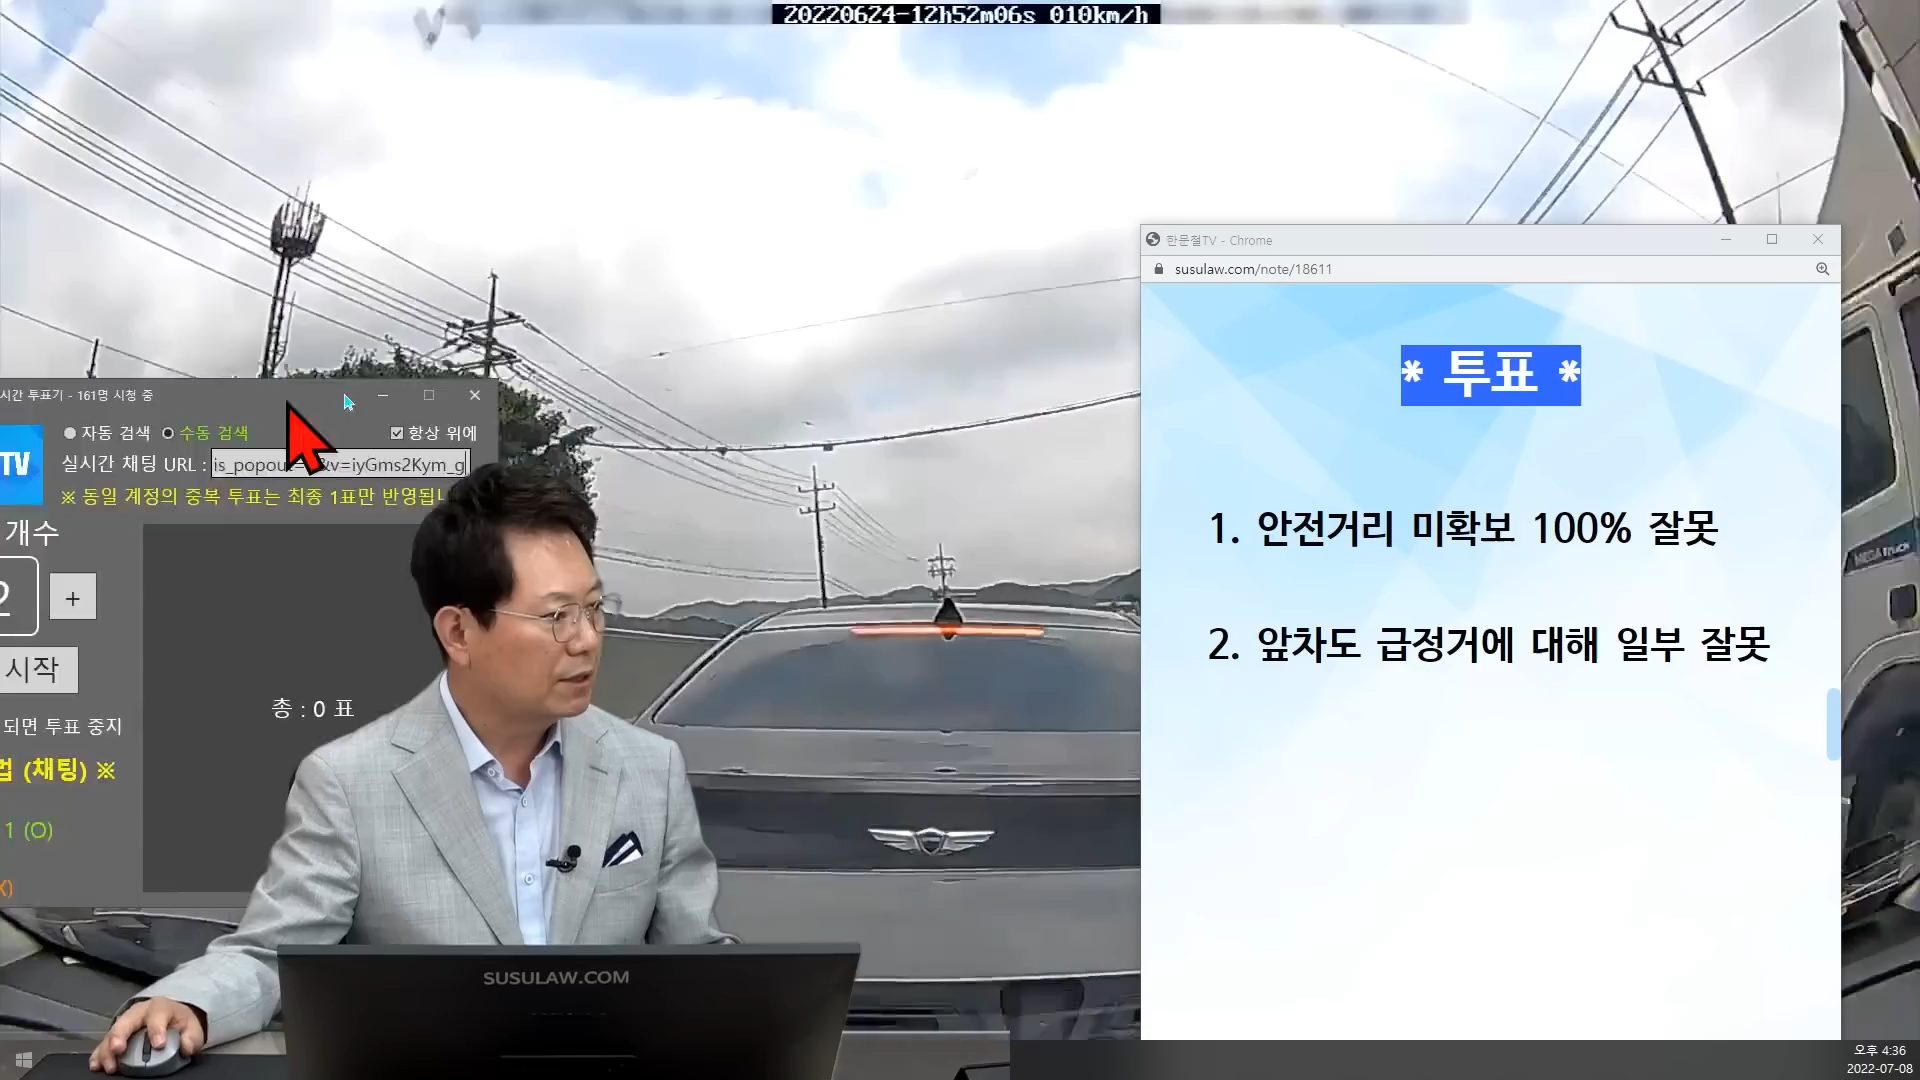 20220624-12h52m06s 010km/h
한문철TV - Chrome
susulaw.com/note/18611
* 투표 *
1. 안전거리 미확보 100% 잘못
2. 앞차도 급정거에 대해 일부 잘못
시간 투표기 - 161명 시청 중
자동 검색 수동 검색 항상 위에
TV
실시간 채팅 URL : is_popout= &v=iyGms2Kym_g
※ 동일 계정의 중복 투표는 최종 1표만 반영됩니
개수
2
+
시작
총 : 0 표
되면 투표 중지
법 (채팅) ※
1 (O)
X)
SUSULAW.COM
오후 4:36
2022-07-08